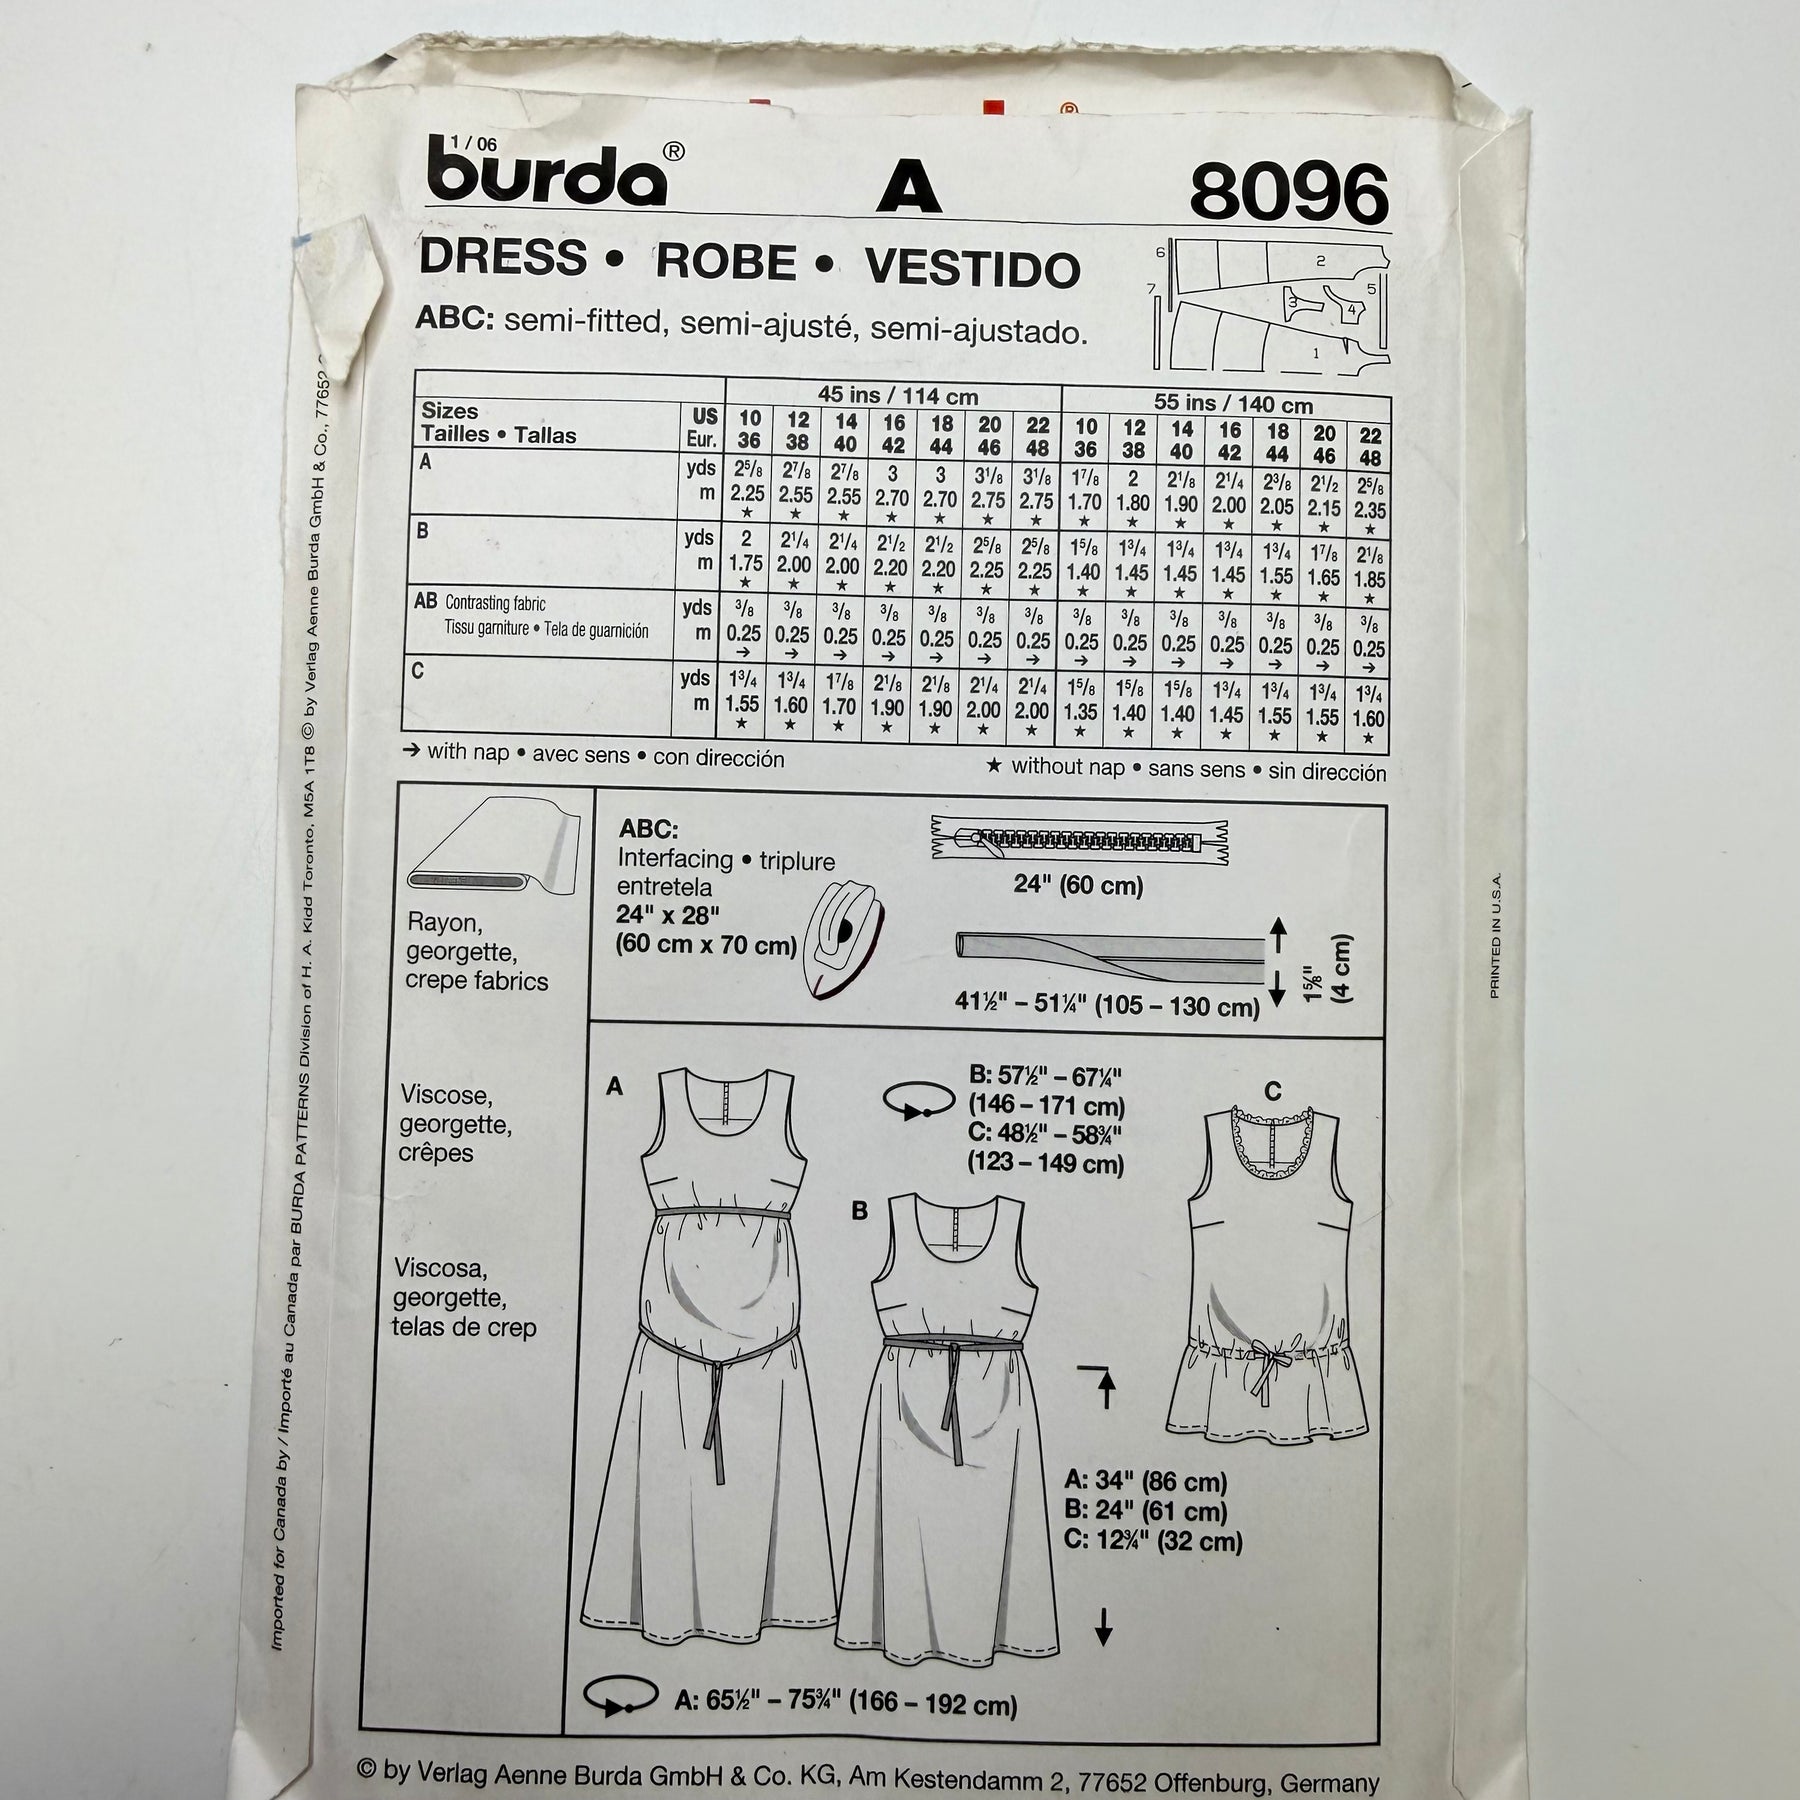 ®
1 / 06
burda® A 8096
DRESS • ROBE • VESTIDO
ABC: semi-fitted, semi-ajusté, semi-ajustado.
6 2
7 3 4 5
1
45 ins / 114 cm 55 ins / 140 cm
Sizes US 10 12 14 16 18 20 22 10 12 14 16 18 20 22
Tailles • Tallas Eur. 36 38 40 42 44 46 48 36 38 40 42 44 46 48
A yds 2⅝ 2⅞ 2⅞ 3 3 3⅛ 3⅛ 1⅞ 2 2⅛ 2¼ 2⅜ 2½ 2⅝
m 2.25 2.55 2.55 2.70 2.70 2.75 2.75 1.70 1.80 1.90 2.00 2.05 2.15 2.35
★ ★ ★ ★ ★ ★ ★ ★ ★ ★ ★ ★ ★ ★
B yds 2 2¼ 2¼ 2½ 2½ 2⅝ 2⅝ 1⅝ 1¾ 1¾ 1¾ 1¾ 1⅞ 2⅛
m 1.75 2.00 2.00 2.20 2.20 2.25 2.25 1.40 1.45 1.45 1.45 1.55 1.65 1.85
★ ★ ★ ★ ★ ★ ★ ★ ★ ★ ★ ★ ★ ★
AB Contrasting fabric yds ⅜ ⅜ ⅜ ⅜ ⅜ ⅜ ⅜ ⅜ ⅜ ⅜ ⅜ ⅜ ⅜ ⅜
Tissu garniture • Tela de guarnición m 0.25 0.25 0.25 0.25 0.25 0.25 0.25 0.25 0.25 0.25 0.25 0.25 0.25 0.25
→ → → → → → → → → → → → → →
C yds 1¾ 1¾ 1⅞ 2⅛ 2⅛ 2¼ 2¼ 1⅝ 1⅝ 1⅝ 1¾ 1¾ 1¾ 1¾
m 1.55 1.60 1.70 1.90 1.90 2.00 2.00 1.35 1.40 1.40 1.45 1.55 1.55 1.60
★ ★ ★ ★ ★ ★ ★ ★ ★ ★ ★ ★ ★ ★
→ with nap • avec sens • con dirección ★ without nap • sans sens • sin dirección
Rayon,
georgette,
crepe fabrics
Viscose,
georgette,
crêpes
Viscosa,
georgette,
telas de crep
ABC:
Interfacing • triplure
entretela
24" x 28"
(60 cm x 70 cm)
24" (60 cm)
41½" – 51¼" (105 – 130 cm)
1⅝"
(4 cm)
A
B: 57½" – 67¼"
(146 – 171 cm)
C: 48½" – 58¾"
(123 – 149 cm)
C
B
A: 34" (86 cm)
B: 24" (61 cm)
C: 12¾" (32 cm)
A: 65½" – 75¾" (166 – 192 cm)
© by Verlag Aenne Burda GmbH & Co. KG, Am Kestendamm 2, 77652 Offenburg, Germany
Imported for Canada by / Importé au Canada par BURDA PATTERNS Division of H. A. Kidd Toronto, M5A 1T8 © by Verlag Aenne Burda GmbH & Co., 77652
PRINTED IN U.S.A.